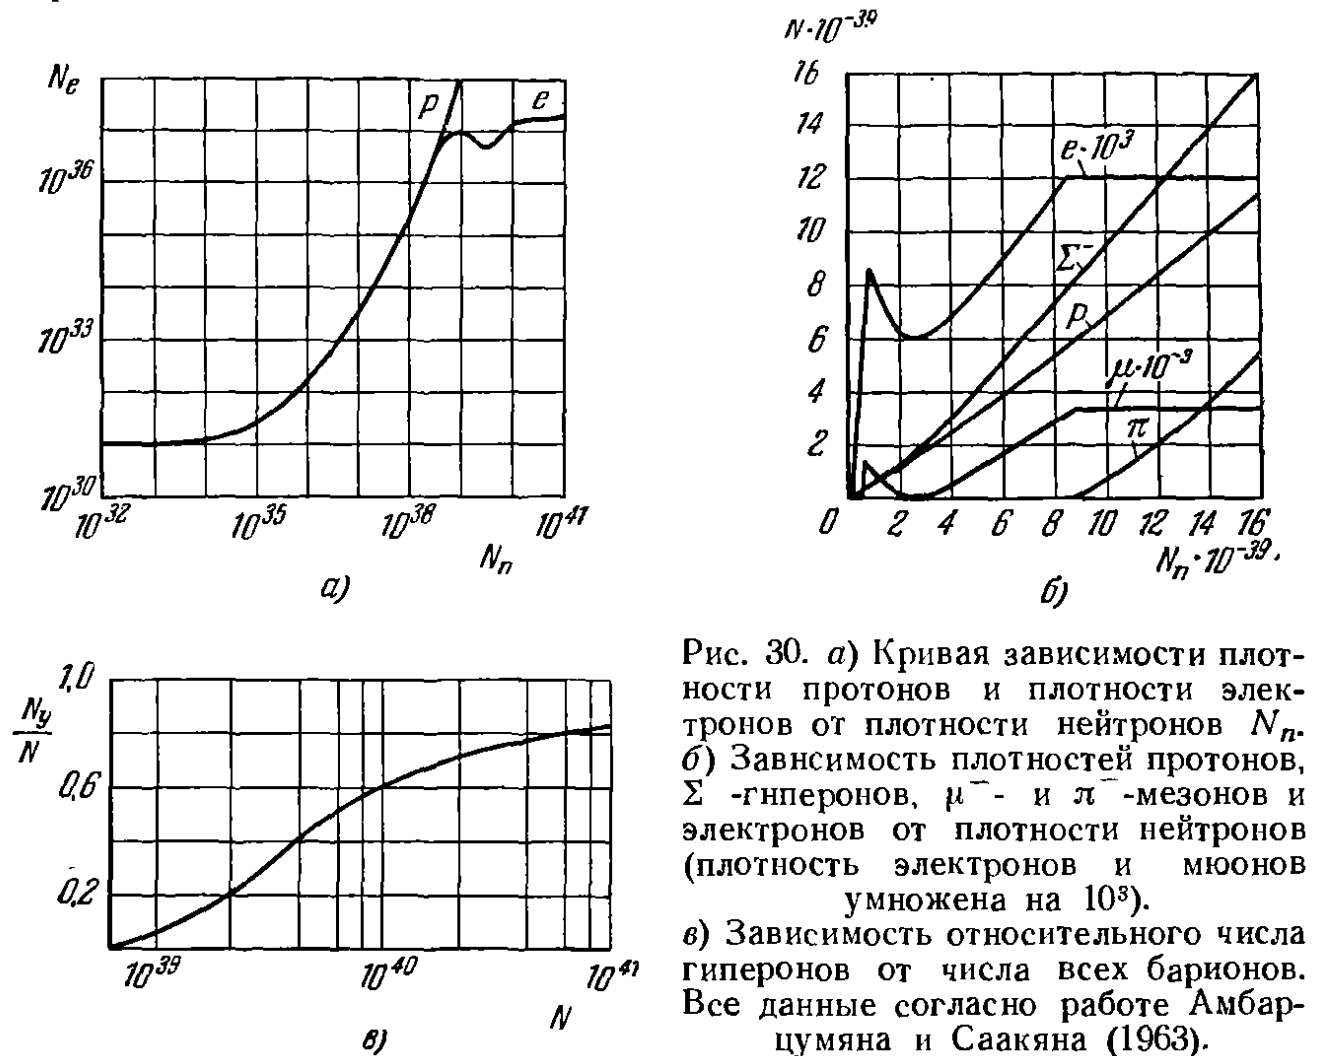 N_e
10^36
10^33
10^30
p
e
10^32
10^35
10^38
10^41
N_n
а)
N·10^-39
16
14
12
10
8
6
4
2
e·10^3
Σ^-
p
μ·10^-3
π
0 2 4 6 8 10 12 14 16
N_n·10^-39.
б)
1,0
N_y
N
0,6
0,2
10^39
10^40
10^41
N
в)
Рис. 30. а) Кривая зависимости плот-
ности протонов и плотности элек-
тронов от плотности нейтронов N_n.
б) Завнсимость плотностей протонов,
Σ -гнперонов, μ^- - и π^- -мезонов и
электронов от плотности нейтронов
(плотность электронов и мюонов
умножена на 10³).
в) Зависимость относительного числа
гиперонов от числа всех барионов.
Все данные согласно работе Амбар-
цумяна и Саакяна (1963).